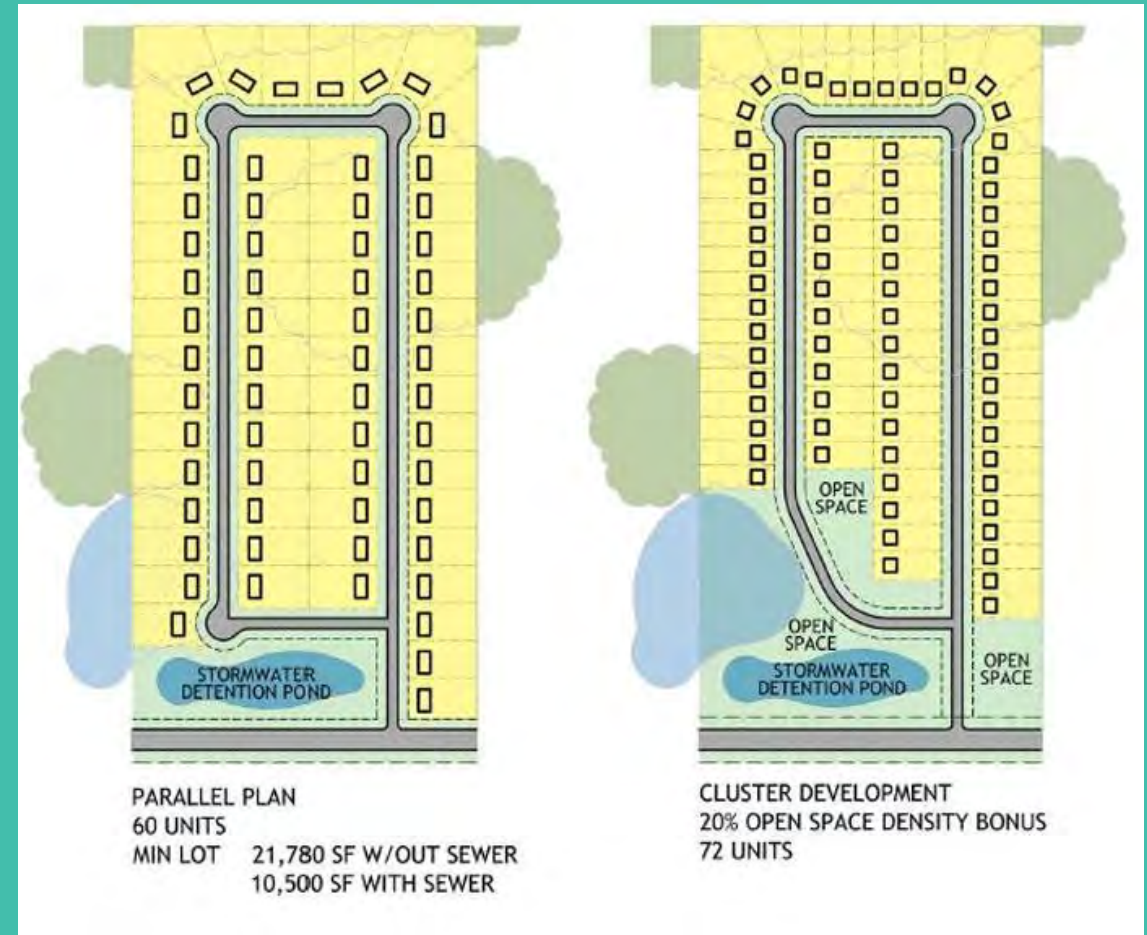 STORMWATER
DETENTION POND
PARALLEL PLAN
60 UNITS
MIN LOT 21,780 SF W/OUT SEWER
10,500 SF WITH SEWER
OPEN
SPACE
OPEN
SPACE
STORMWATER
DETENTION POND
OPEN
SPACE
CLUSTER DEVELOPMENT
20% OPEN SPACE DENSITY BONUS
72 UNITS